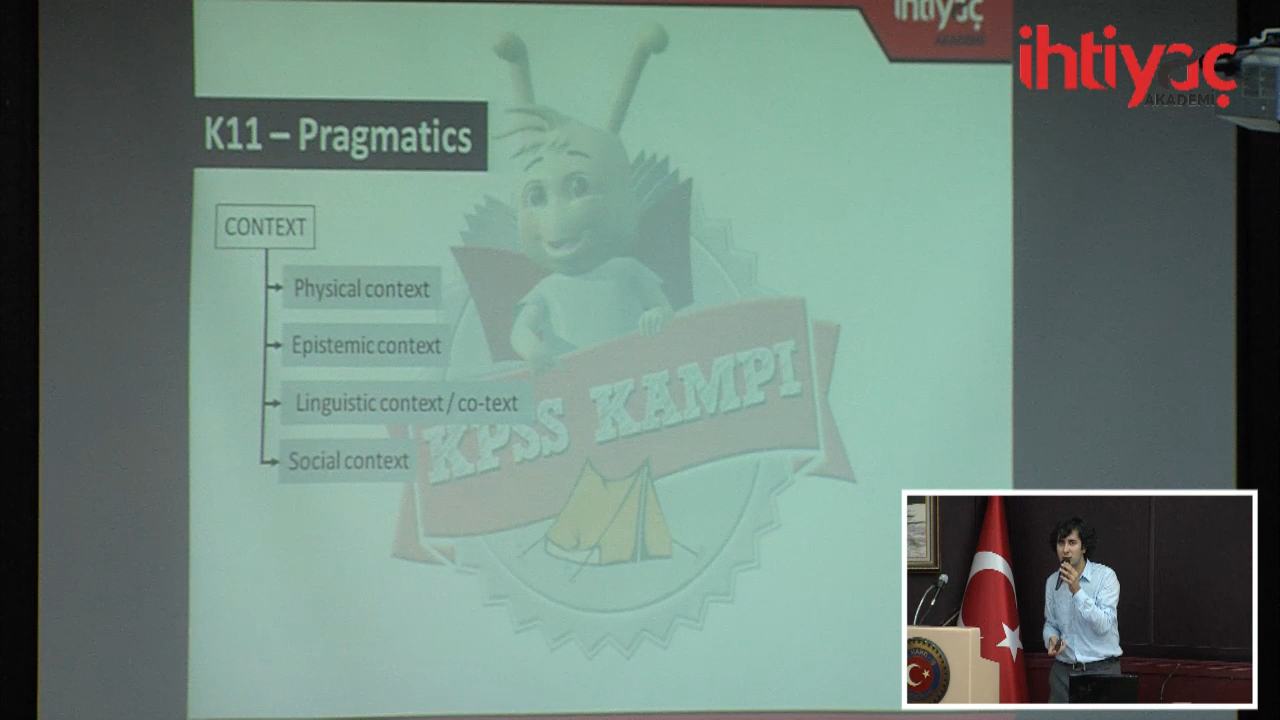 ihtiyaç
AKADEMİ
ihtiyaç
AKADEMİ
K11 – Pragmatics
CONTEXT
Physical context
Epistemic context
Linguistic context / co-text
Social context
KPSS KAMPI